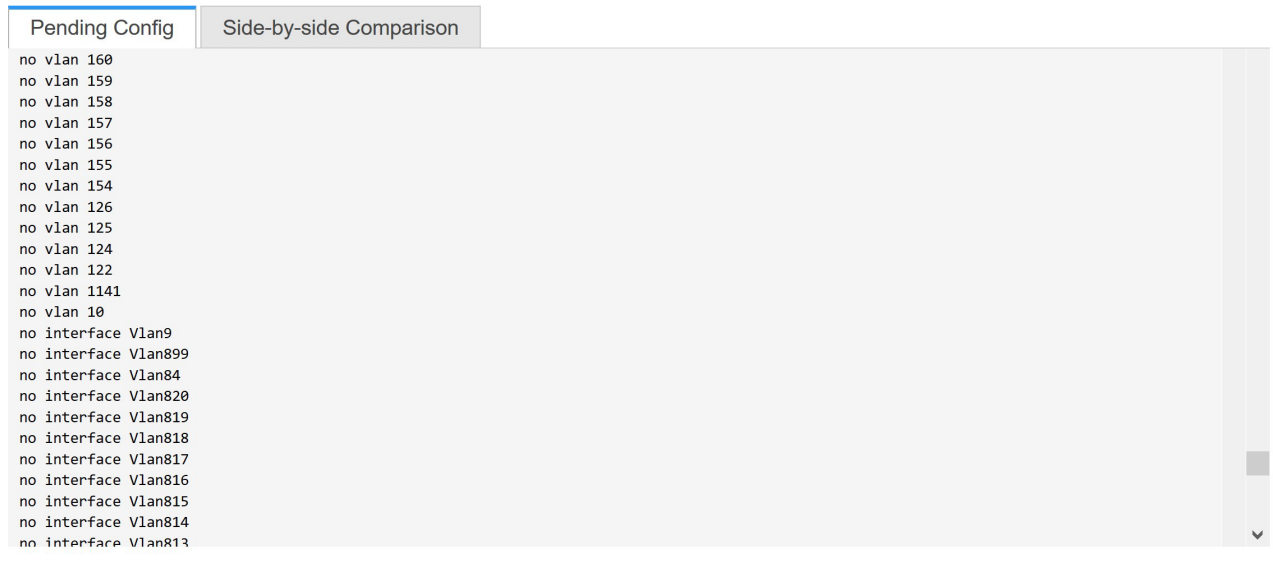 Pending Config
Side-by-side Comparison
no vlan 160
no vlan 159
no vlan 158
no vlan 157
no vlan 156
no vlan 155
no vlan 154
no vlan 126
no vlan 125
no vlan 124
no vlan 122
no vlan 1141
no vlan 10
no interface Vlan9
no interface Vlan899
no interface Vlan84
no interface Vlan820
no interface Vlan819
no interface Vlan818
no interface Vlan817
no interface Vlan816
no interface Vlan815
no interface Vlan814
no interface Vlan813